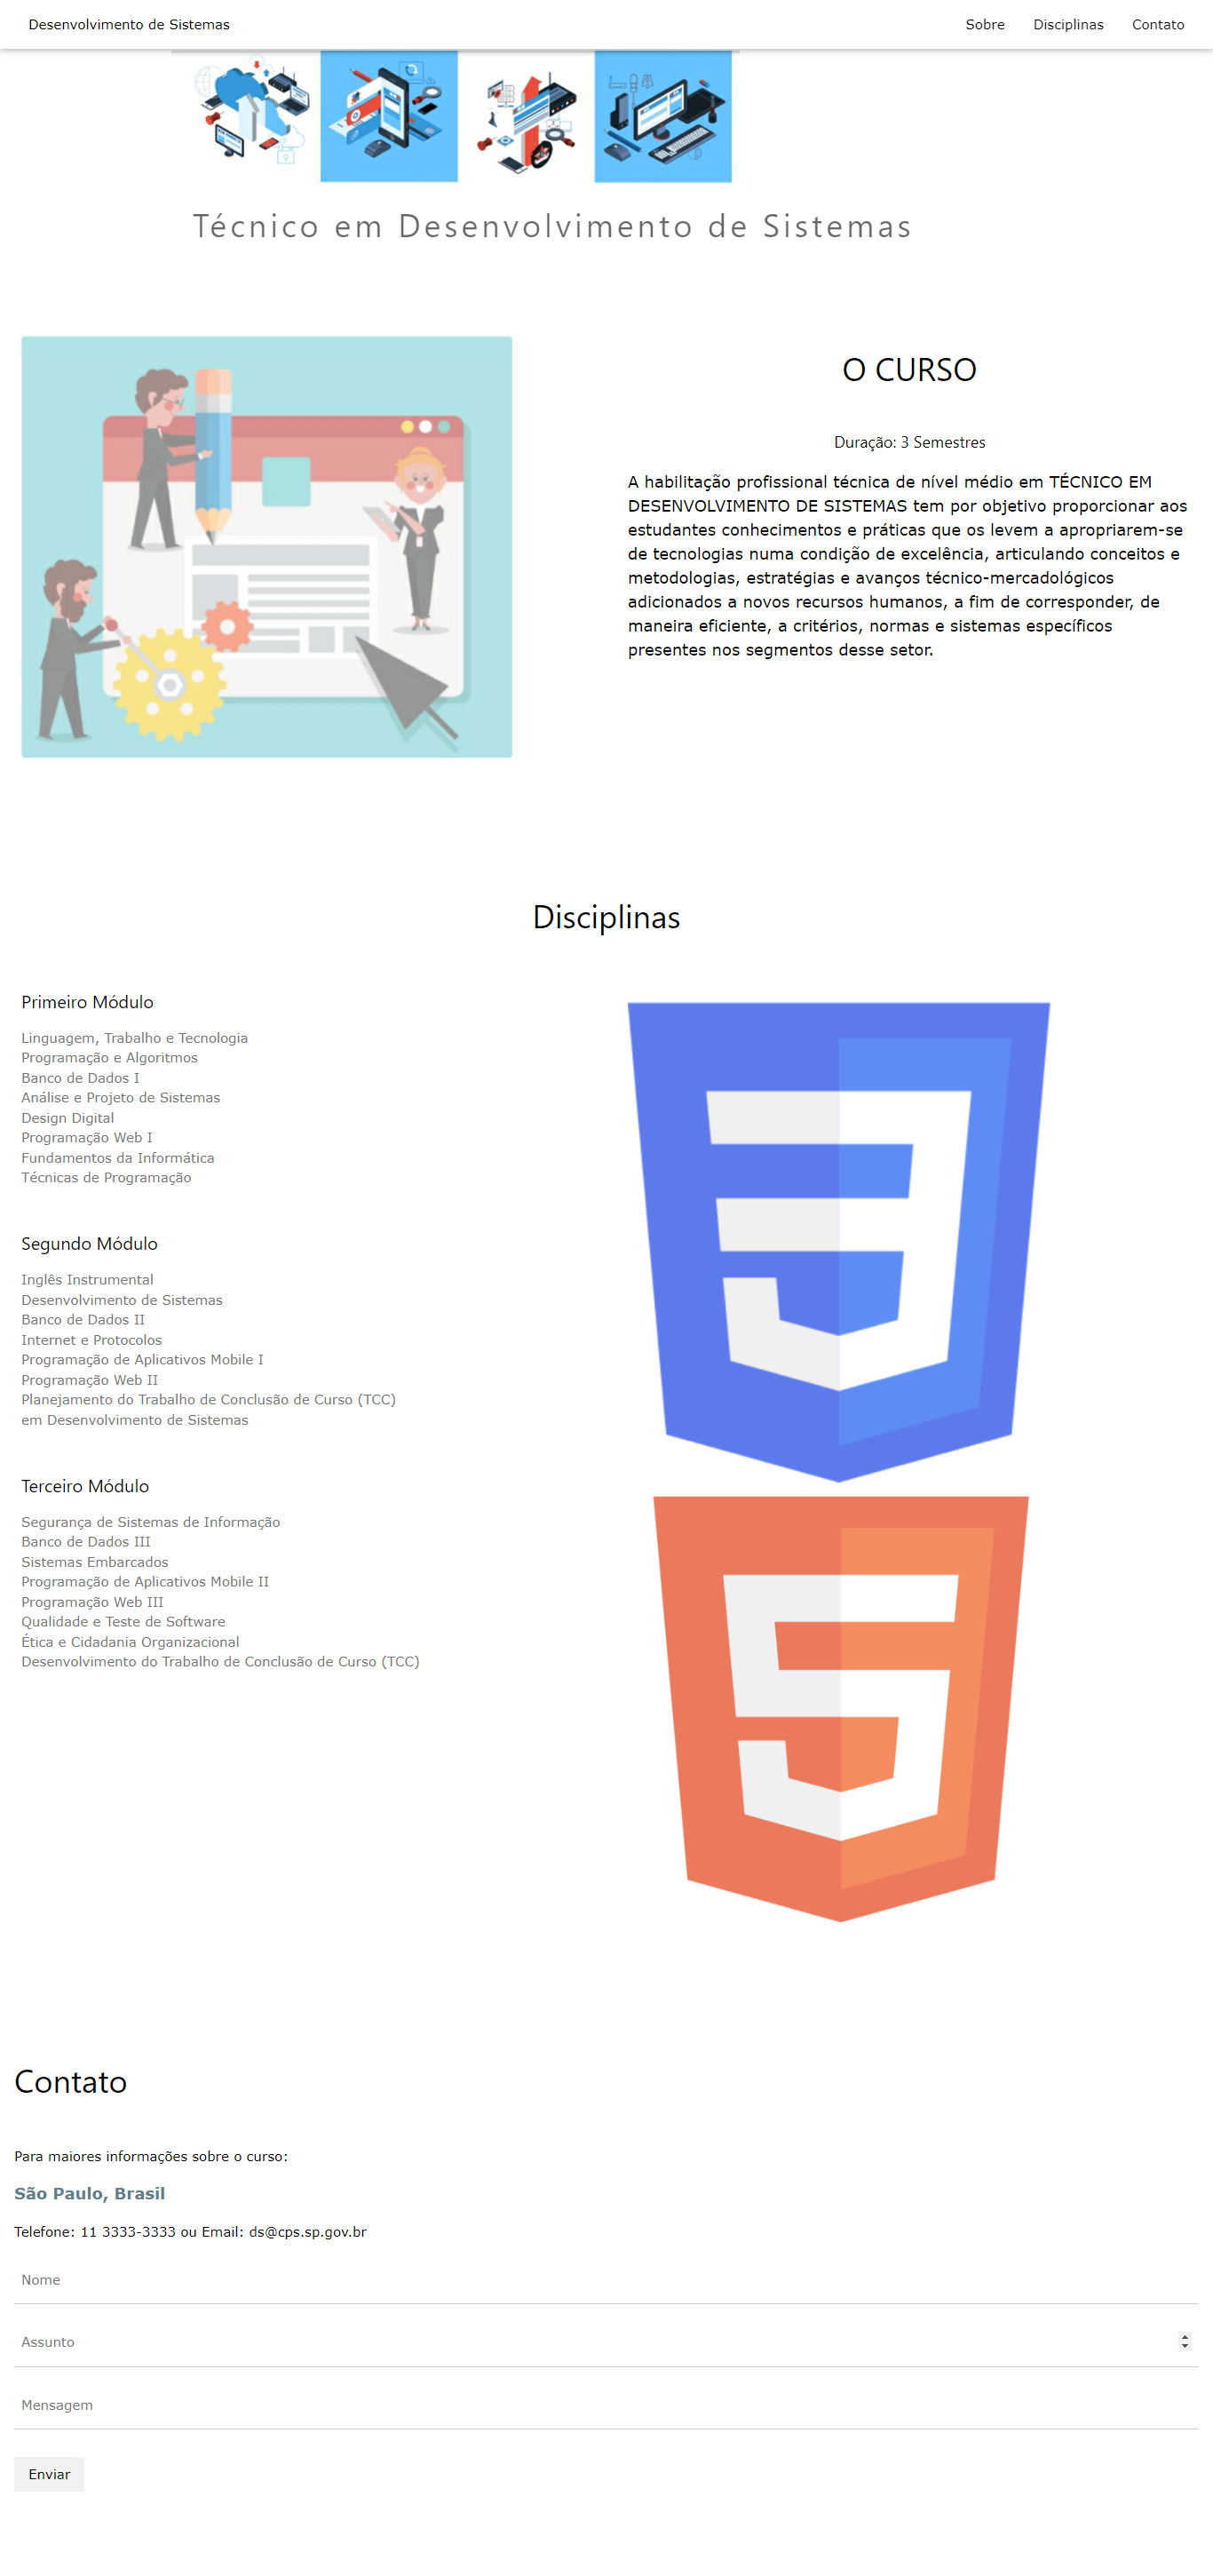 Desenvolvimento de Sistemas
Sobre
Disciplinas
Contato
Técnico em Desenvolvimento de Sistemas
O CURSO
Duração: 3 Semestres
A habilitação profissional técnica de nível médio em TÉCNICO EM
DESENVOLVIMENTO DE SISTEMAS tem por objetivo proporcionar aos
estudantes conhecimentos e práticas que os levem a apropriarem-se
de tecnologias numa condição de excelência, articulando conceitos e
metodologias, estratégias e avanços técnico-mercadológicos
adicionados a novos recursos humanos, a fim de corresponder, de
maneira eficiente, a critérios, normas e sistemas específicos
presentes nos segmentos desse setor.
Disciplinas
Primeiro Módulo
Linguagem, Trabalho e Tecnologia
Programação e Algoritmos
Banco de Dados I
Análise e Projeto de Sistemas
Design Digital
Programação Web I
Fundamentos da Informática
Técnicas de Programação
Segundo Módulo
Inglês Instrumental
Desenvolvimento de Sistemas
Banco de Dados II
Internet e Protocolos
Programação de Aplicativos Mobile I
Programação Web II
Planejamento do Trabalho de Conclusão de Curso (TCC)
em Desenvolvimento de Sistemas
Terceiro Módulo
Segurança de Sistemas de Informação
Banco de Dados III
Sistemas Embarcados
Programação de Aplicativos Mobile II
Programação Web III
Qualidade e Teste de Software
Ética e Cidadania Organizacional
Desenvolvimento do Trabalho de Conclusão de Curso (TCC)
3
5
Contato
Para maiores informações sobre o curso:
São Paulo, Brasil
Telefone: 11 3333-3333 ou Email: ds@cps.sp.gov.br
Nome
Assunto
Mensagem
Enviar